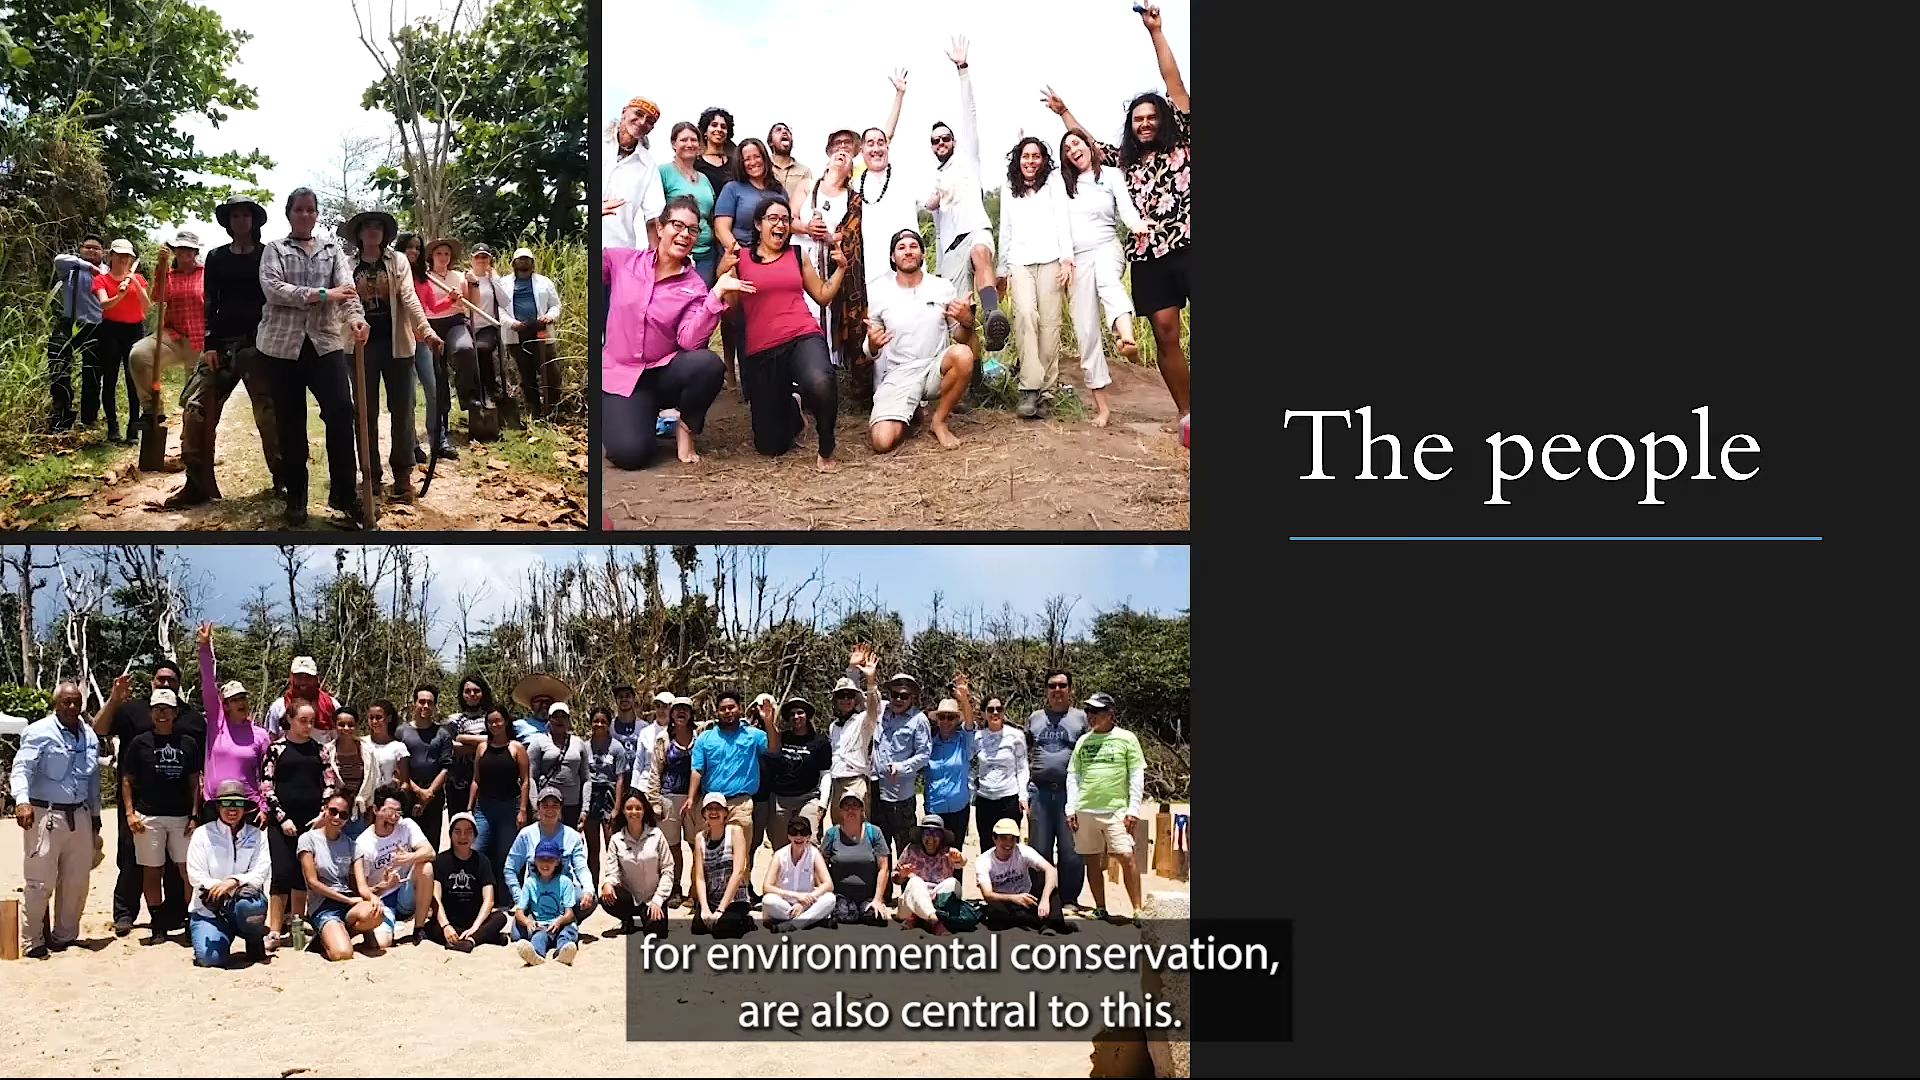 The people
for environmental conservation,
are also central to this.